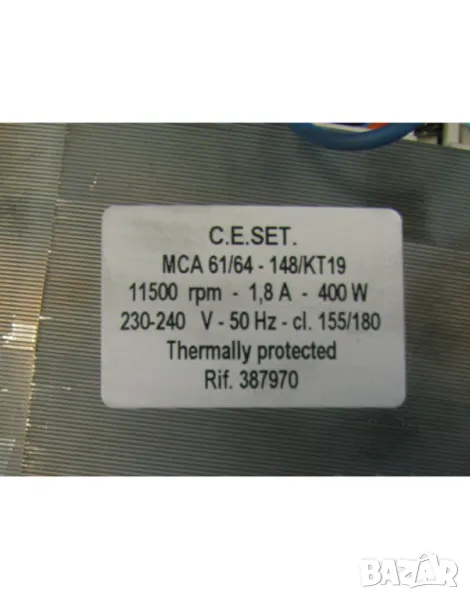 C.E.SET.
MCA 61/64 - 148/KT19
11500 rpm - 1,8 A - 400 W
230-240 V - 50 Hz - cl. 155/180
Thermally protected
Rif. 387970
BAZAR